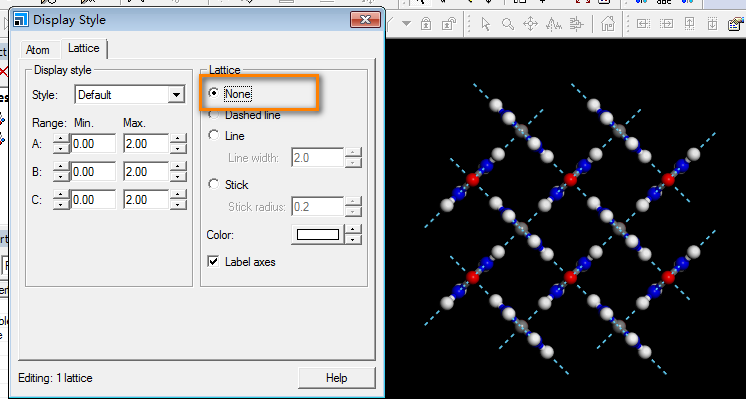 Display Style
Atom
Lattice
Display style
Style: Default
Range: Min. Max.
A: 0.00 2.00
B: 0.00 2.00
C: 0.00 2.00
Lattice
None
Dashed line
Line
Line width: 2.0
Stick
Stick radius: 0.2
Color:
Label axes
Editing: 1 lattice
Help